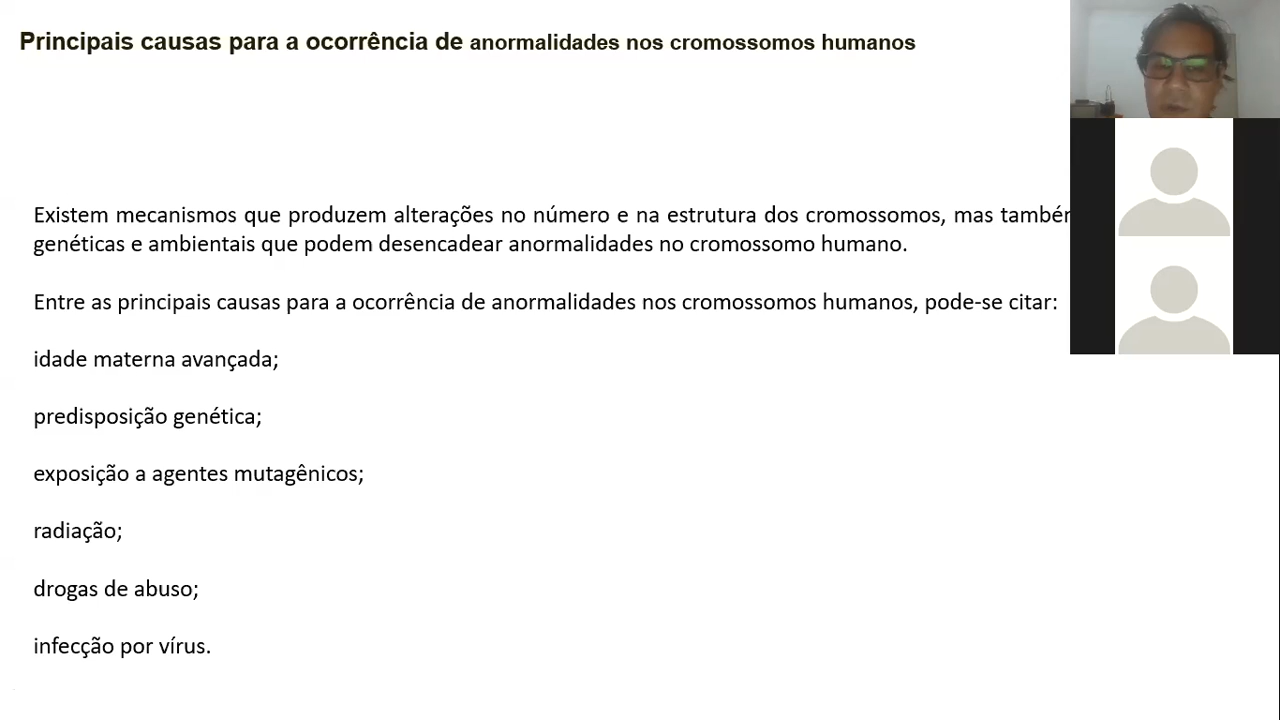 Principais causas para a ocorrência de anormalidades nos cromossomos humanos
Existem mecanismos que produzem alterações no número e na estrutura dos cromossomos, mas
genéticas e ambientais que podem desencadear anormalidades no cromossomo humano.
Entre as principais causas para a ocorrência de anormalidades nos cromossomos humanos, pode-se citar:
idade materna avançada;
predisposição genética;
exposição a agentes mutagênicos;
radiação;
drogas de abuso;
infecção por vírus.